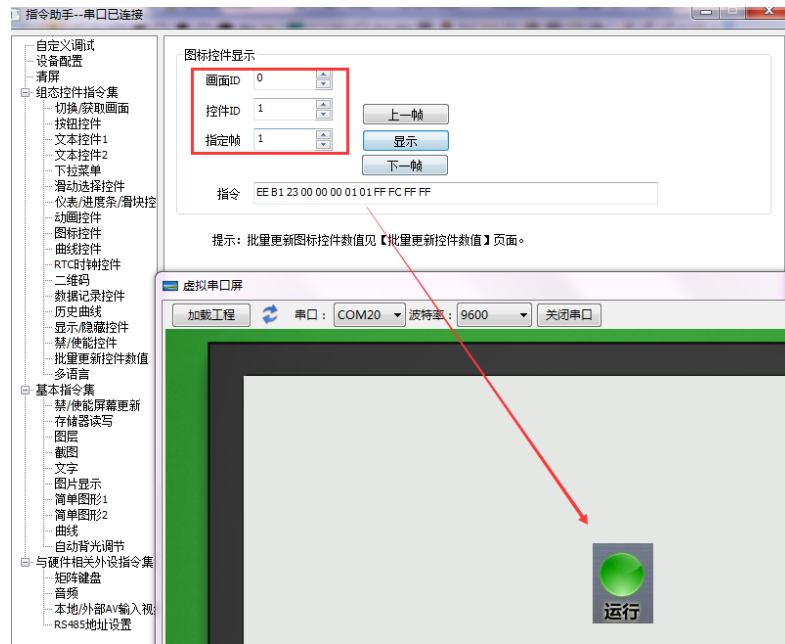 指令助手--串口已连接
自定义调试
设备配置
清屏
组态控件指令集
切换/获取画面
按钮控件
文本控件1
文本控件2
下拉菜单
滑动选择控件
仪表/进度条/滑块控
动画控件
图标控件
曲线控件
RTC时钟控件
二维码
数据记录控件
历史曲线
显示/隐藏控件
禁/使能控件
批量更新控件数值
多语言
基本指令集
禁/使能屏幕更新
存储器读写
图层
截图
文字
图片显示
简单图形1
简单图形2
曲线
自动背光调节
与硬件相关外设指令集
矩阵键盘
音频
本地/外部AV输入视
RS485地址设置
图标控件显示
画面ID 0
控件ID 1 上一帧
指定帧 1 显示
下一帧
指令 EE B1 23 00 00 00 01 01 FF FC FF FF
提示：批量更新图标控件数值见【批量更新控件数值】页面。
虚拟串口屏
加载工程 串口： COM20 波特率： 9600 关闭串口
运行